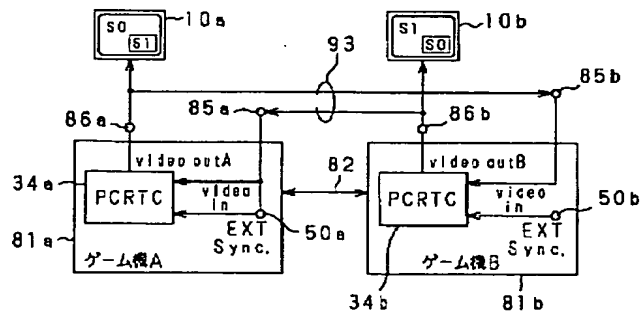 S0
S1
10a
S1
S0
10b
93
85a
85b
86a
86b
video outA
video outB
34a
PCRTC
82
PCRTC
video in
video in
50a
50b
EXT Sync.
EXT Sync.
81a
ゲーム機A
ゲーム機B
34b
81b